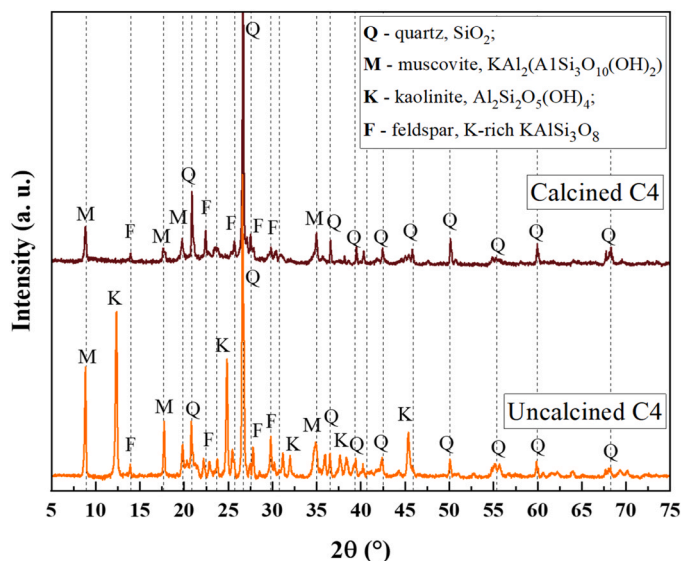 Q - quartz, SiO₂;
M - muscovite, KAl₂(A1Si₃O₁₀(OH)₂)
K - kaolinite, Al₂Si₂O₅(OH)₄;
F - feldspar, K-rich KAlSi₃O₈
Q
M F M M Q F F F F M Q Q Q Q Q Q Q Q
Calcined C4
Q
M K F M Q F K F F K M Q K Q Q K Q Q Q Q
Uncalcined C4
Intensity (a. u.)
5 10 15 20 25 30 35 40 45 50 55 60 65 70 75
2θ (°)